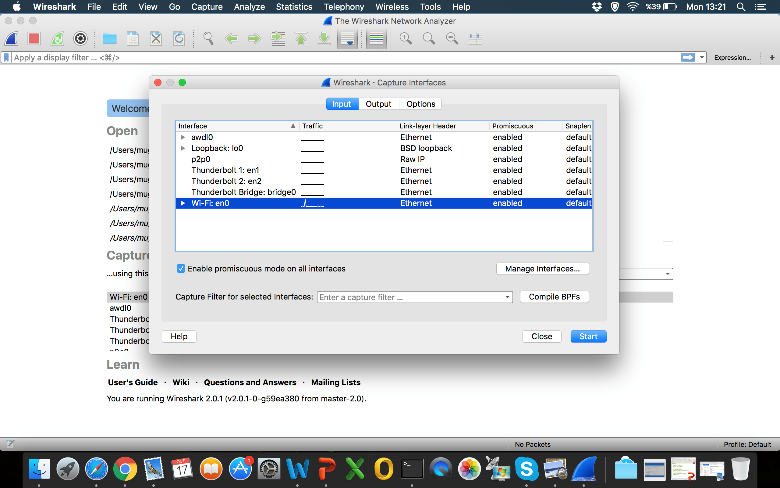 Wireshark File Edit View Go Capture Analyze Statistics Telephony Wireless Tools Help %39 Mon 13:21
The Wireshark Network Analyzer
Apply a display filter ... <⌘/> Expression... +
Welcome
Open
/Users/mu
/Users/mu
/Users/mu
/Users/mu
/Users/mu
/Users/mu
/Users/mu
Capture
...using this
Wi-Fi: en0
awdl0
Thunderbo
Thunderbo
Thunderbo
Learn
User's Guide · Wiki · Questions and Answers · Mailing Lists
You are running Wireshark 2.0.1 (v2.0.1-0-g59ea380 from master-2.0).
Wireshark · Capture Interfaces
Input Output Options
Interface Traffic Link-layer Header Promiscuous Snaplen
awdl0 Ethernet enabled default
Loopback: lo0 BSD loopback enabled default
p2p0 Raw IP enabled default
Thunderbolt 1: en1 Ethernet enabled default
Thunderbolt 2: en2 Ethernet enabled default
Thunderbolt Bridge: bridge0 Ethernet enabled default
Wi-Fi: en0 Ethernet enabled default
Enable promiscuous mode on all interfaces Manage Interfaces...
Capture Filter for selected Interfaces: Enter a capture filter ... Compile BPFs
Help Close Start
No Packets Profile: Default
17
1